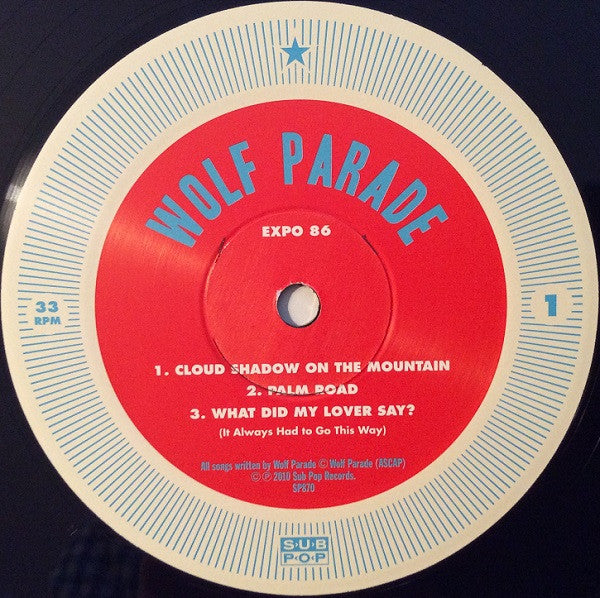 WOLF PARADE
EXPO 86
33
RPM
1
1. CLOUD SHADOW ON THE MOUNTAIN
2. PALM ROAD
3. WHAT DID MY LOVER SAY?
(It Always Had to Go This Way)
All songs written by Wolf Parade © Wolf Parade (ASCAP)
© ℗ 2010 Sub Pop Records.
SP870
SUB
POP